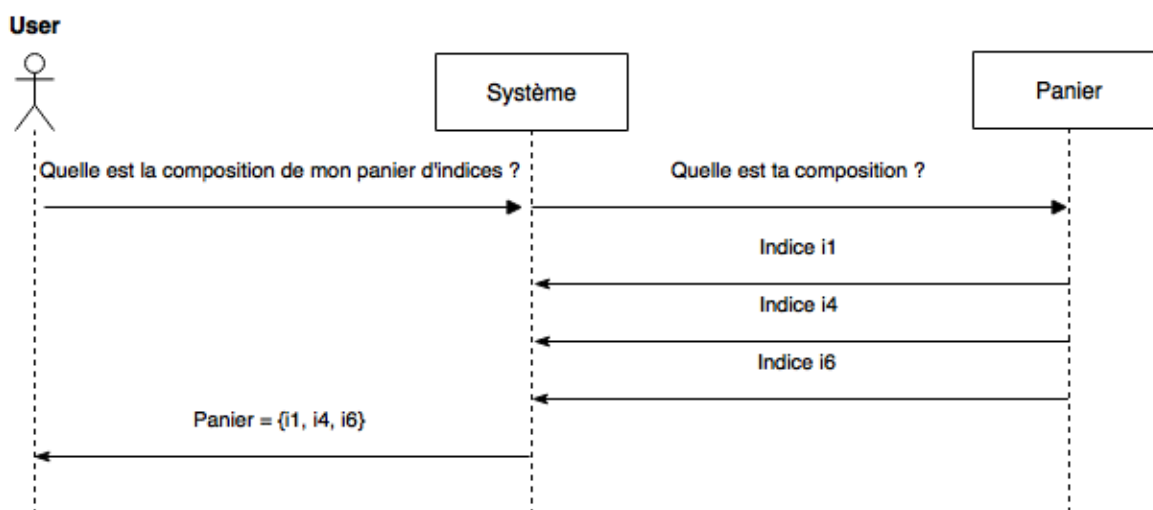 User
Système
Panier
Quelle est la composition de mon panier d'indices ?
Quelle est ta composition ?
Indice i1
Indice i4
Indice i6
Panier = {i1, i4, i6}